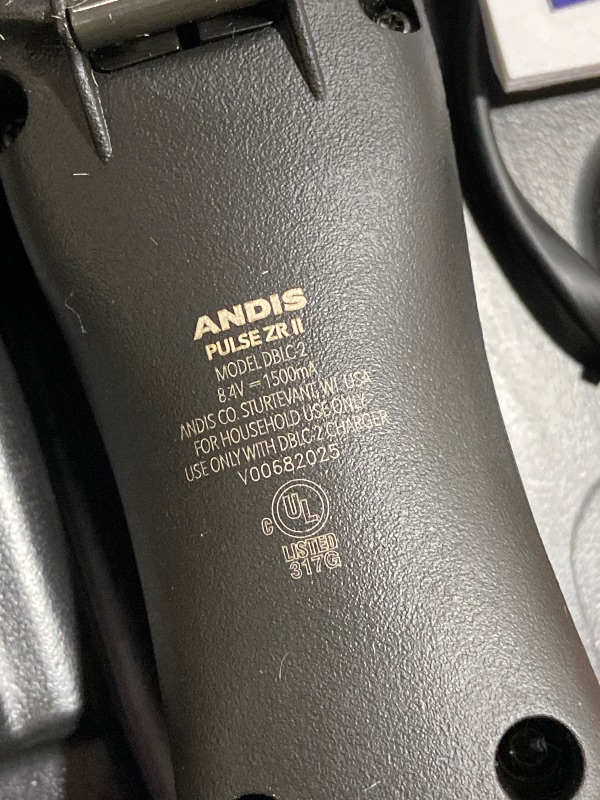 ANDIS
PULSE ZR II
MODEL DBLC-2
8.4V ⎓ 1500mA
ANDIS CO. STURTEVANT, WI. USA
FOR HOUSEHOLD USE ONLY
USE ONLY WITH DBLC-2 CHARGER
V00682025
C UL
LISTED
317G